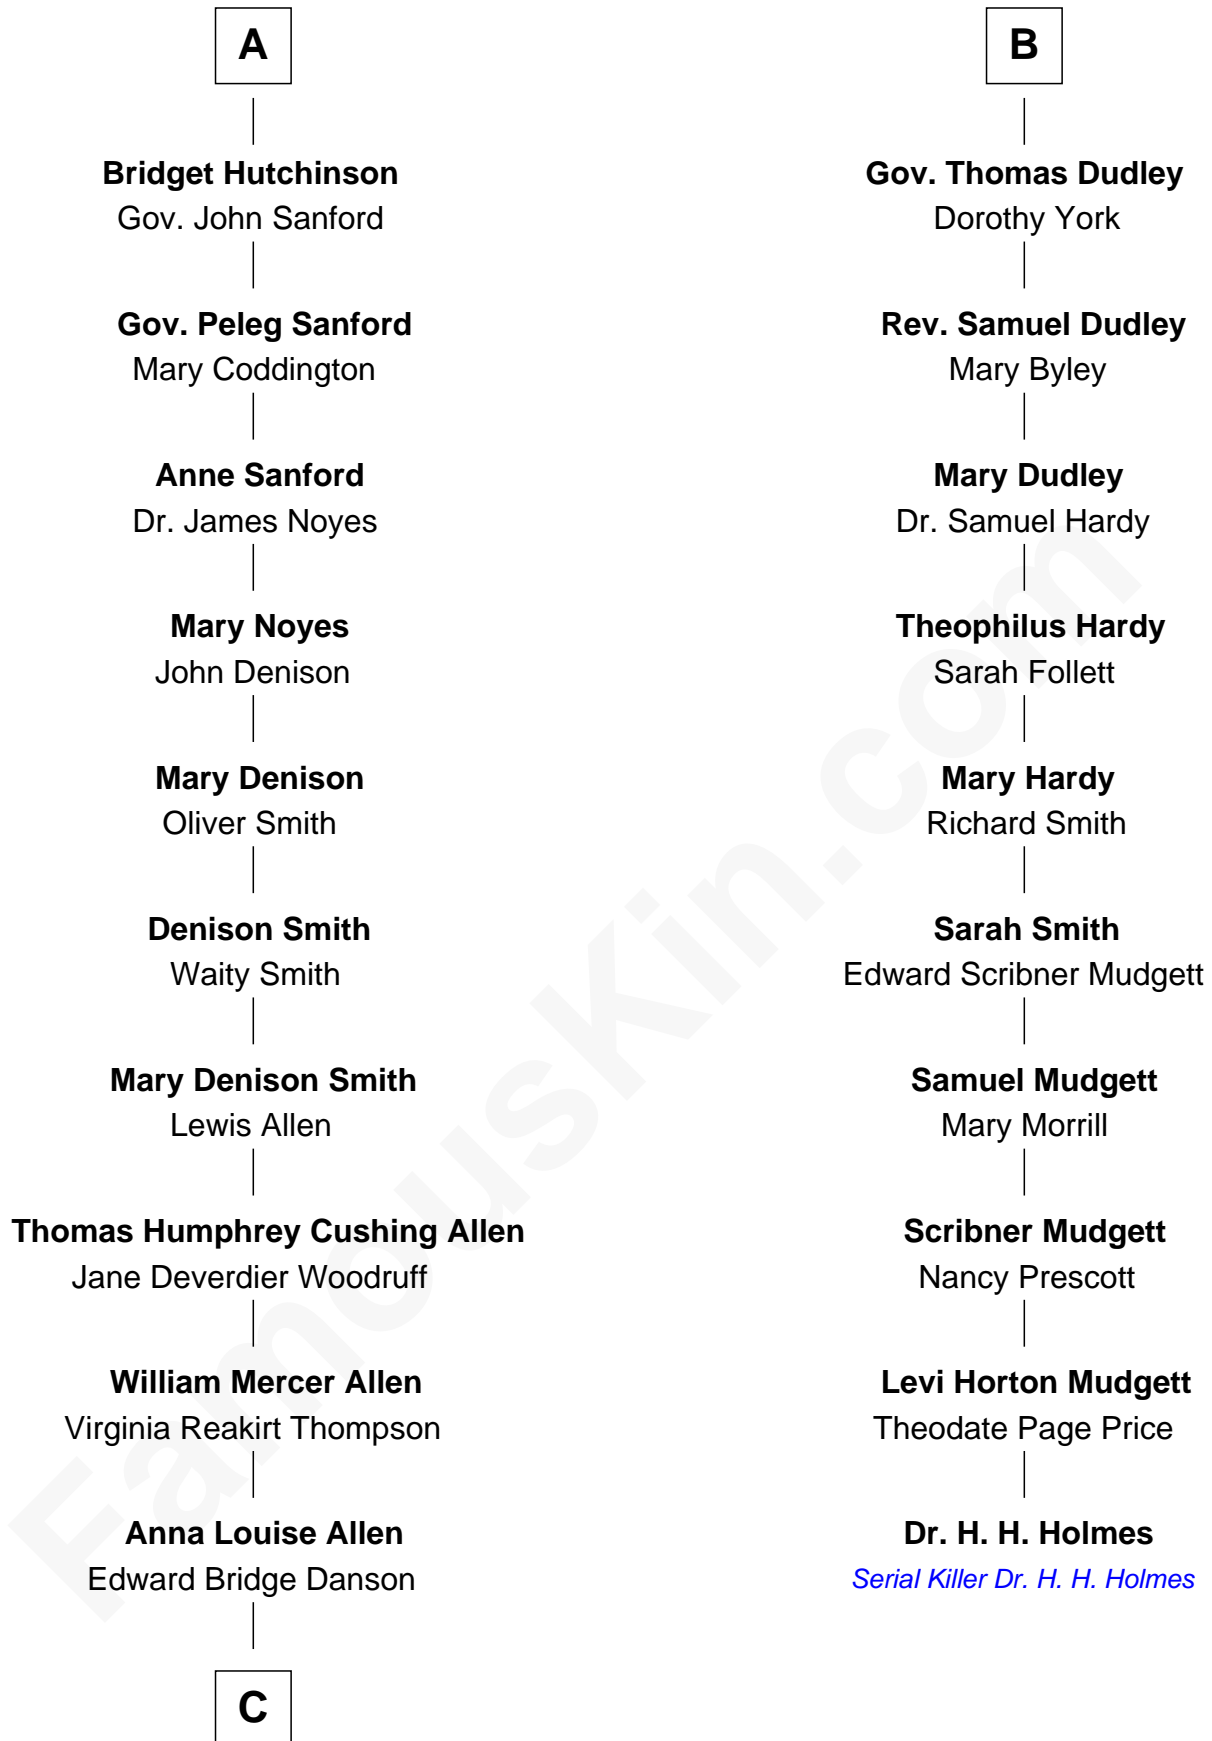 A
Bridget Hutchinson
Gov. John Sanford
Gov. Peleg Sanford
Mary Coddington
Anne Sanford
Dr. James Noyes
Mary Noyes
John Denison
Mary Denison
Oliver Smith
Denison Smith
Waity Smith
Mary Denison Smith
Lewis Allen
Thomas Humphrey Cushing Allen
Jane Deverdier Woodruff
William Mercer Allen
Virginia Reakirt Thompson
Anna Louise Allen
Edward Bridge Danson
C
B
Gov. Thomas Dudley
Dorothy York
Rev. Samuel Dudley
Mary Byley
Mary Dudley
Dr. Samuel Hardy
Theophilus Hardy
Sarah Follett
Mary Hardy
Richard Smith
Sarah Smith
Edward Scribner Mudgett
Samuel Mudgett
Mary Morrill
Scribner Mudgett
Nancy Prescott
Levi Horton Mudgett
Theodate Page Price
Dr. H. H. Holmes
Serial Killer Dr. H. H. Holmes
FamousKin.com